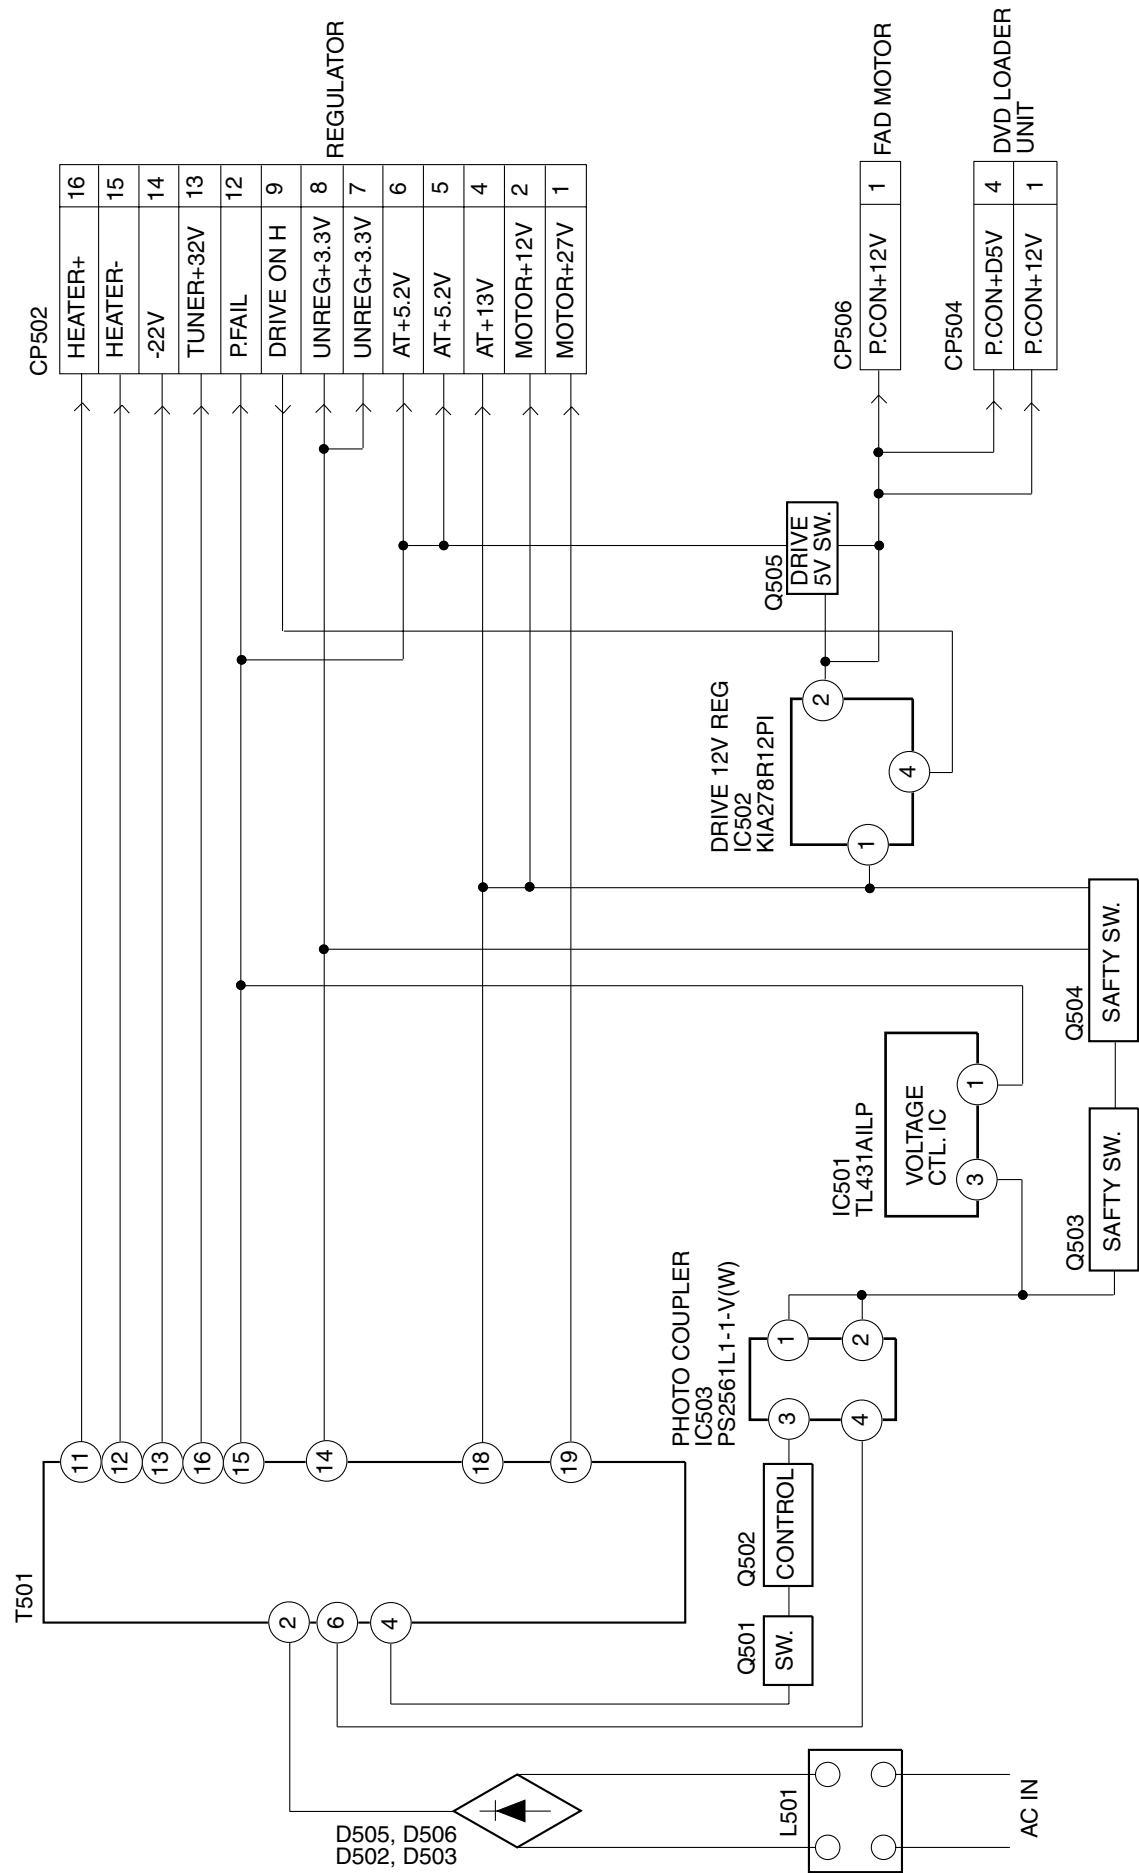 T501
11
12
13
16
15
14
18
19
2
6
4
CP502
HEATER+ 16
HEATER- 15
-22V 14
TUNER+32V 13
P.FAIL 12
DRIVE ON H 9
UNREG+3.3V 8
UNREG+3.3V 7
AT+5.2V 6
AT+5.2V 5
AT+13V 4
MOTOR+12V 2
MOTOR+27V 1
REGULATOR
D505, D506
D502, D503
L501
AC IN
Q501
SW.
Q502
CONTROL
PHOTO COUPLER
IC503
PS2561L1-1-V(W)
3
4
1
2
IC501
TL431AILP
VOLTAGE
CTL. IC
3
1
Q503
SAFTY SW.
Q504
SAFTY SW.
DRIVE 12V REG
IC502
KIA278R12PI
1
2
4
Q505
DRIVE
5V SW.
CP506
P.CON+12V 1
FAD MOTOR
CP504
P.CON+D5V 4
P.CON+12V 1
DVD LOADER
UNIT